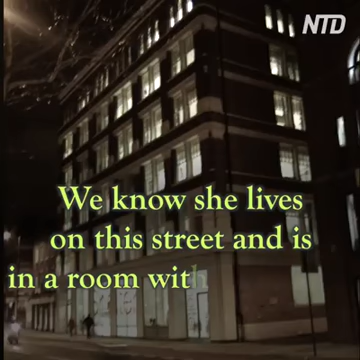 NTD
We know she lives
on this street and is
in a room wit